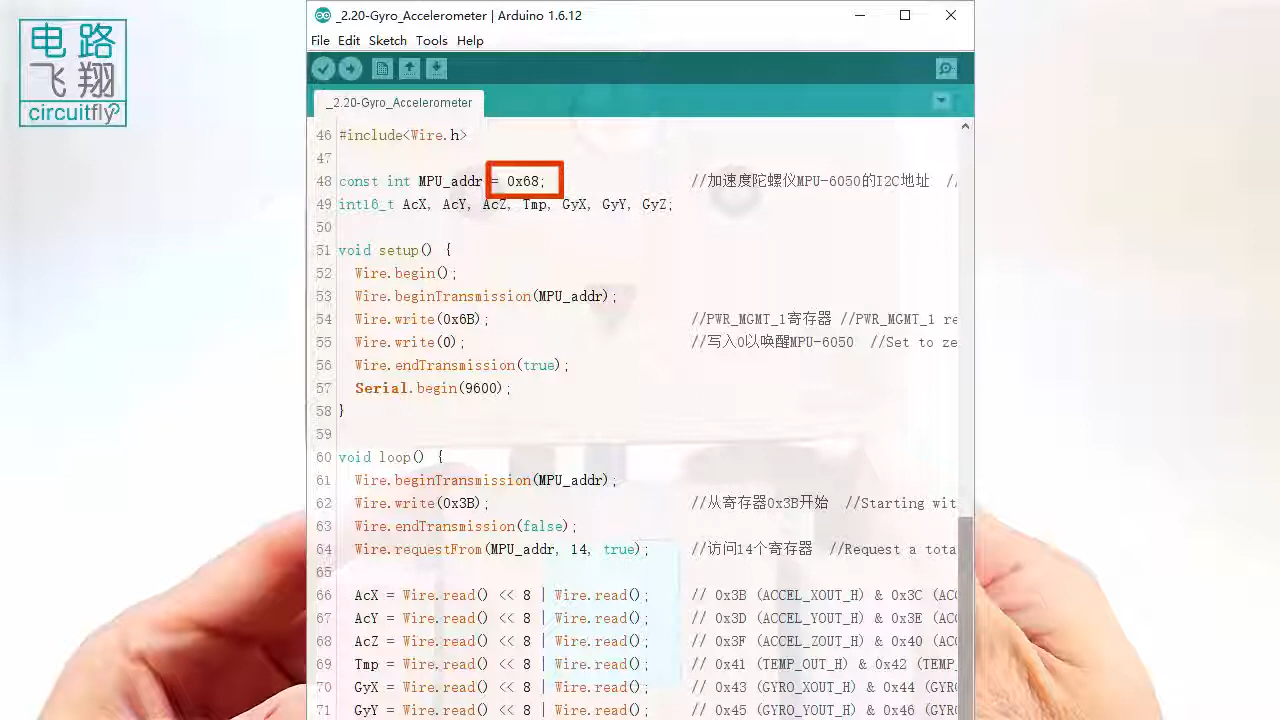 电路
飞翔
circuitfly
_2.20-Gyro_Accelerometer | Arduino 1.6.12
File Edit Sketch Tools Help
_2.20-Gyro_Accelerometer
46 #include<Wire.h>
47
48 const int MPU_addr = 0x68; //加速度陀螺仪MPU-6050的I2C地址 //
49 int16_t AcX, AcY, AcZ, Tmp, GyX, GyY, GyZ;
50
51 void setup() {
52 Wire.begin();
53 Wire.beginTransmission(MPU_addr);
54 Wire.write(0x6B); //PWR_MGMT_1寄存器 //PWR_MGMT_1 re
55 Wire.write(0); //写入0以唤醒MPU-6050 //Set to ze
56 Wire.endTransmission(true);
57 Serial.begin(9600);
58 }
59
60 void loop() {
61 Wire.beginTransmission(MPU_addr);
62 Wire.write(0x3B); //从寄存器0x3B开始 //Starting wit
63 Wire.endTransmission(false);
64 Wire.requestFrom(MPU_addr, 14, true); //访问14个寄存器 //Request a tota
65
66 AcX = Wire.read() << 8 | Wire.read(); // 0x3B (ACCEL_XOUT_H) & 0x3C (ACC
67 AcY = Wire.read() << 8 | Wire.read(); // 0x3D (ACCEL_YOUT_H) & 0x3E (ACC
68 AcZ = Wire.read() << 8 | Wire.read(); // 0x3F (ACCEL_ZOUT_H) & 0x40 (ACC
69 Tmp = Wire.read() << 8 | Wire.read(); // 0x41 (TEMP_OUT_H) & 0x42 (TEMP_
70 GyX = Wire.read() << 8 | Wire.read(); // 0x43 (GYRO_XOUT_H) & 0x44 (GYR
71 GyY = Wire.read() << 8 | Wire.read(); // 0x45 (GYRO_YOUT_H) & 0x46 (GYR